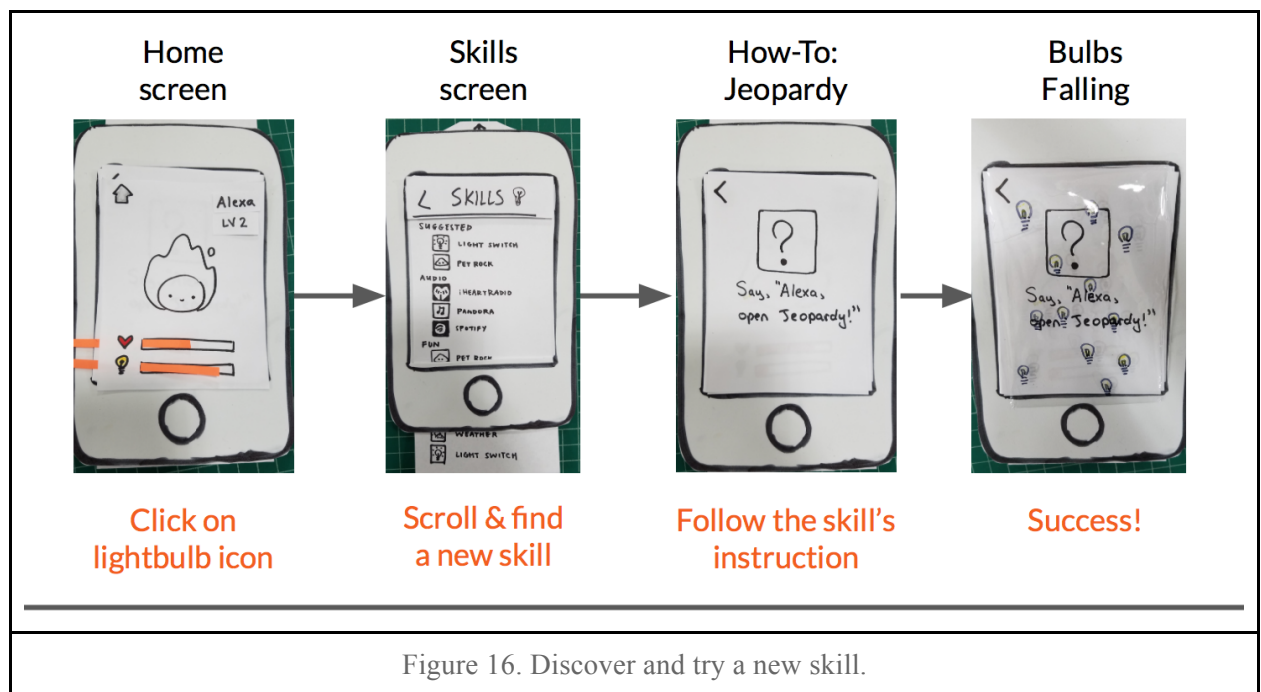 Home
screen
Skills
screen
How-To:
Jeopardy
Bulbs
Falling
Alexa
LV 2
< SKILLS
SUGGESTED
LIGHT SWITCH
PET ROCK
AUDIO
iHEARTRADIO
PANDORA
SPOTIFY
FUN
PET ROCK
WEATHER
LIGHT SWITCH
<
?
Say, "Alexa,
open Jeopardy!"
<
?
Say, "Alexa,
open Jeopardy!"
Click on
lightbulb icon
Scroll & find
a new skill
Follow the skill's
instruction
Success!
Figure 16. Discover and try a new skill.